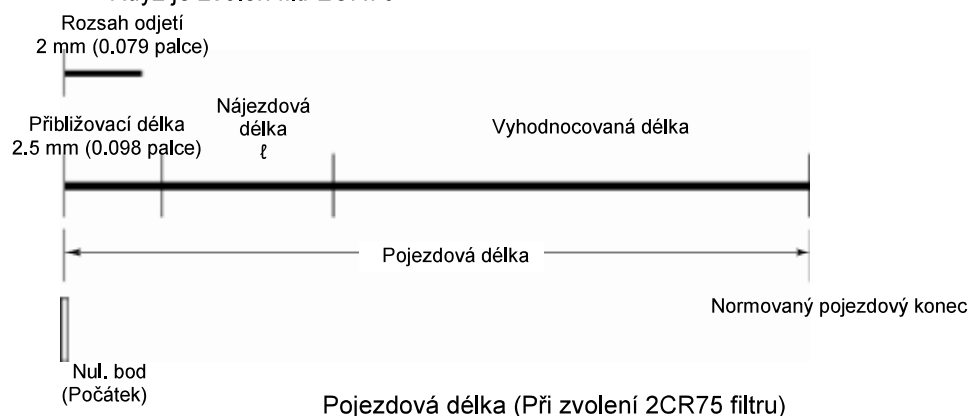 Rozsah odjetí
2 mm (0.079 palce)
Přibližovací délka
2.5 mm (0.098 palce)
Nájezdová
délka
ℓ
Vyhodnocovaná délka
Pojezdová délka
Normovaný pojezdový konec
Nul. bod
(Počátek)
Pojezdová délka (Při zvolení 2CR75 filtru)